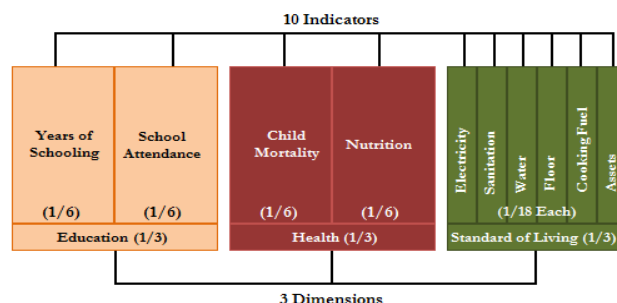 10 Indicators
Years of
Schooling
(1/6)
School
Attendance
(1/6)
Education (1/3)
Child
Mortality
(1/6)
Nutrition
(1/6)
Health (1/3)
Electricity
Sanitation
Water
Floor
Cooking Fuel
Assets
(1/18 Each)
Standard of Living (1/3)
3 Dimensions